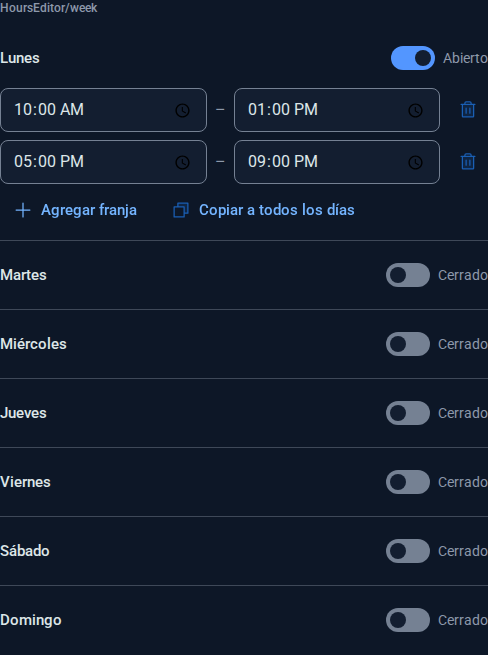 HoursEditor/week
Lunes Abierto
10:00 AM – 01:00 PM
05:00 PM – 09:00 PM
Agregar franja Copiar a todos los días
Martes Cerrado
Miércoles Cerrado
Jueves Cerrado
Viernes Cerrado
Sábado Cerrado
Domingo Cerrado